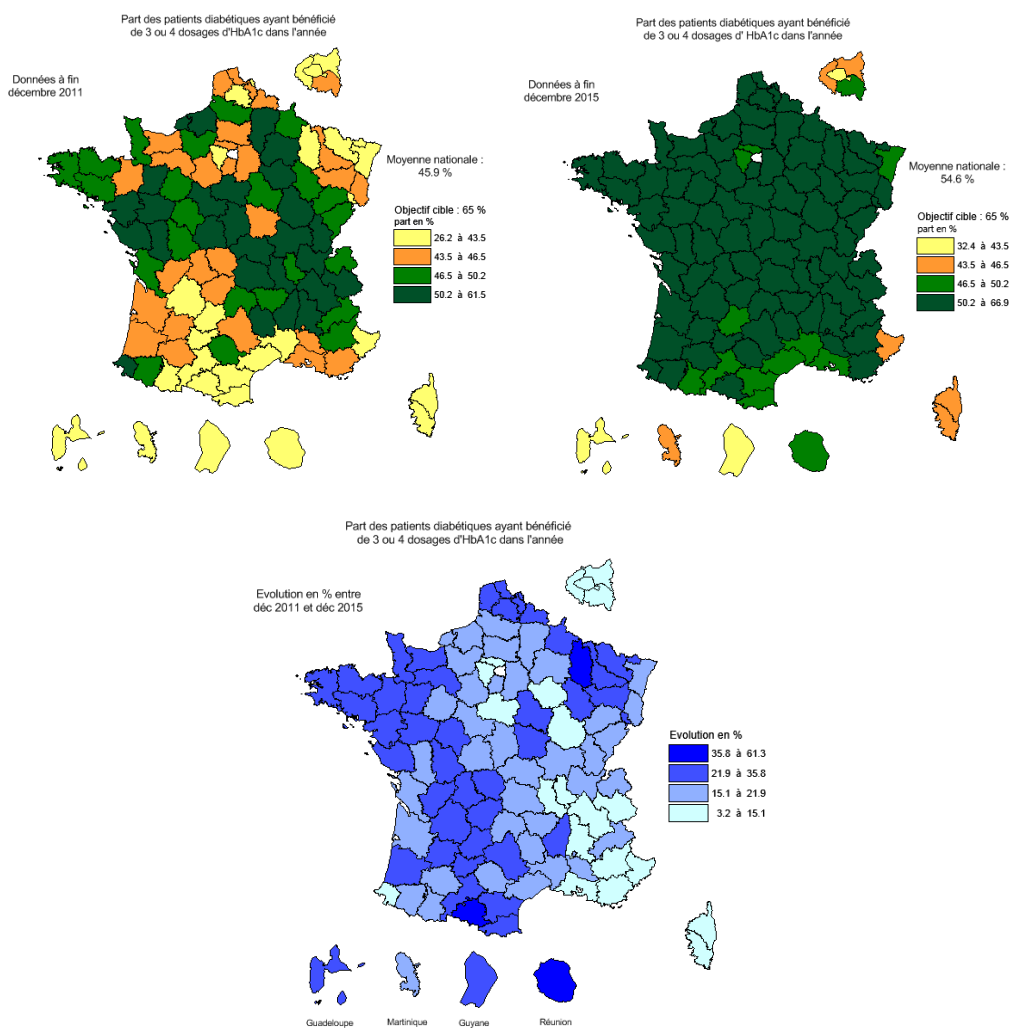 Part des patients diabétiques ayant bénéficié
de 3 ou 4 dosages d'HbA1c dans l'année
Données à fin
décembre 2011
Moyenne nationale :
45.9 %
Objectif cible : 65 %
part en %
26.2 à 43.5
43.5 à 46.5
46.5 à 50.2
50.2 à 61.5
Part des patients diabétiques ayant bénéficié
de 3 ou 4 dosages d' HbA1c dans l'année
Données à fin
décembre 2015
Moyenne nationale :
54.6 %
Objectif cible : 65 %
part en %
32.4 à 43.5
43.5 à 46.5
46.5 à 50.2
50.2 à 66.9
Part des patients diabétiques ayant bénéficié
de 3 ou 4 dosages d'HbA1c dans l'année
Evolution en % entre
déc 2011 et déc 2015
Evolution en %
35.8 à 61.3
21.9 à 35.8
15.1 à 21.9
3.2 à 15.1
Guadeloupe Martinique Guyane Réunion